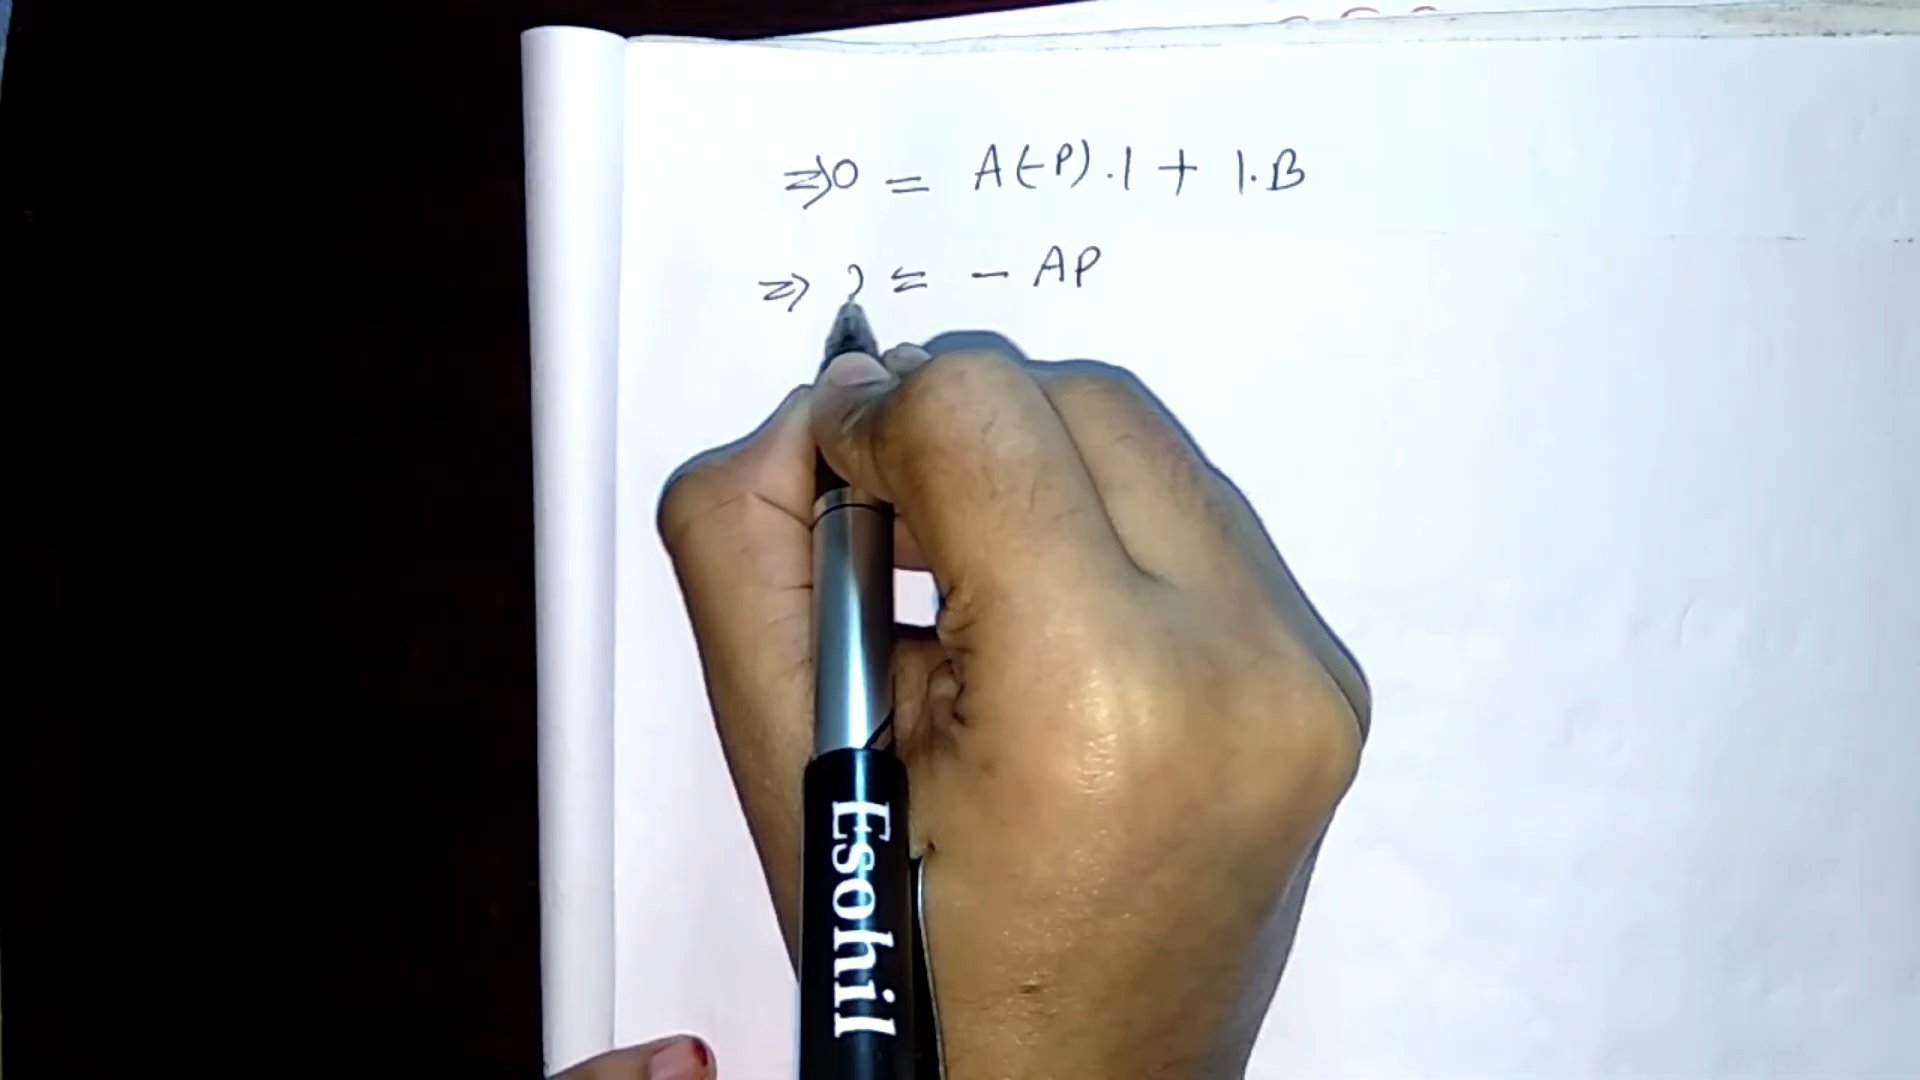 ⇒0 = A(-P).1 + 1.B
⇒ = - AP
Esohil